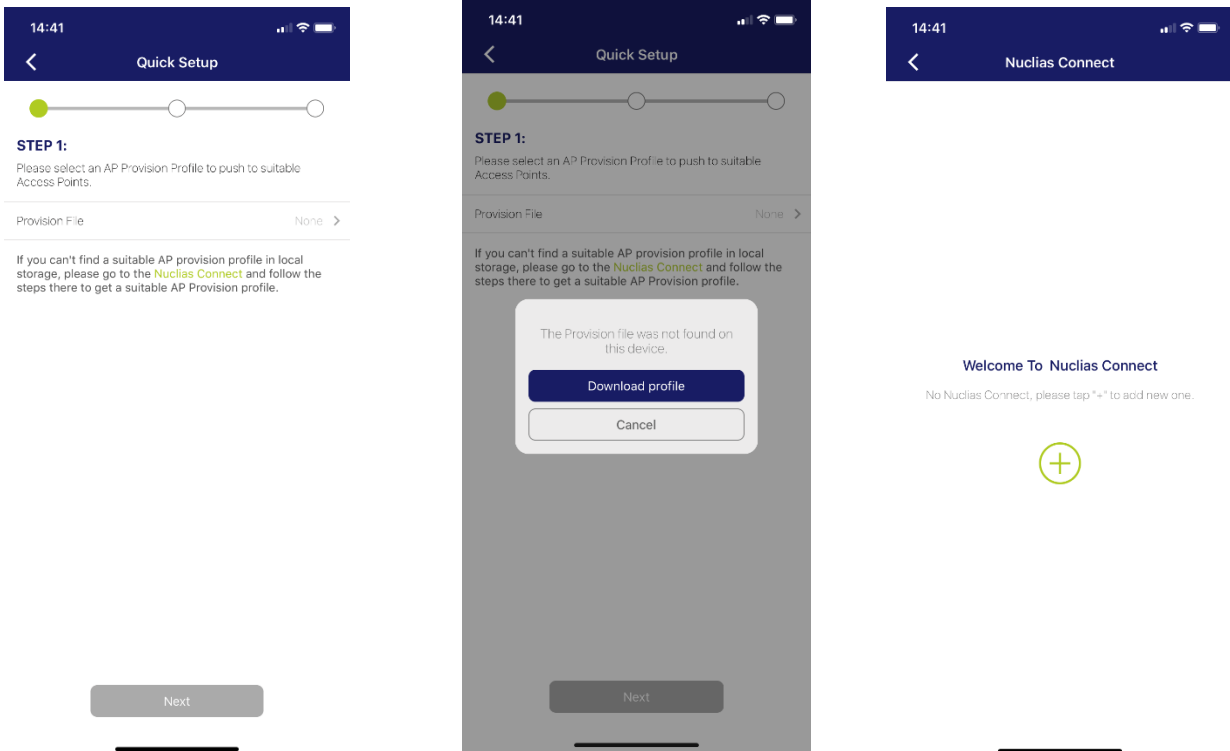 14:41
Quick Setup
STEP 1:
Please select an AP Provision Profile to push to suitable
Access Points.
Provision File
None
If you can't find a suitable AP provision profile in local
storage, please go to the Nuclias Connect and follow the
steps there to get a suitable AP Provision profile.
Next
14:41
Quick Setup
STEP 1:
Please select an AP Provision Profile to push to suitable
Access Points.
Provision File
None
If you can't find a suitable AP provision profile in local
storage, please go to the Nuclias Connect and follow the
steps there to get a suitable AP Provision profile.
The Provision file was not found on
this device.
Download profile
Cancel
Next
14:41
Nuclias Connect
Welcome To Nuclias Connect
No Nuclias Connect, please tap "+" to add new one.